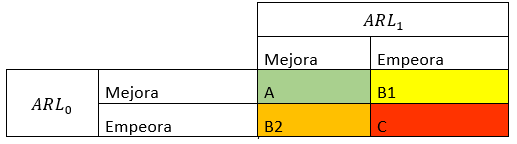 ARL₁
Mejora Empeora
ARL₀ Mejora A B1
Empeora B2 C